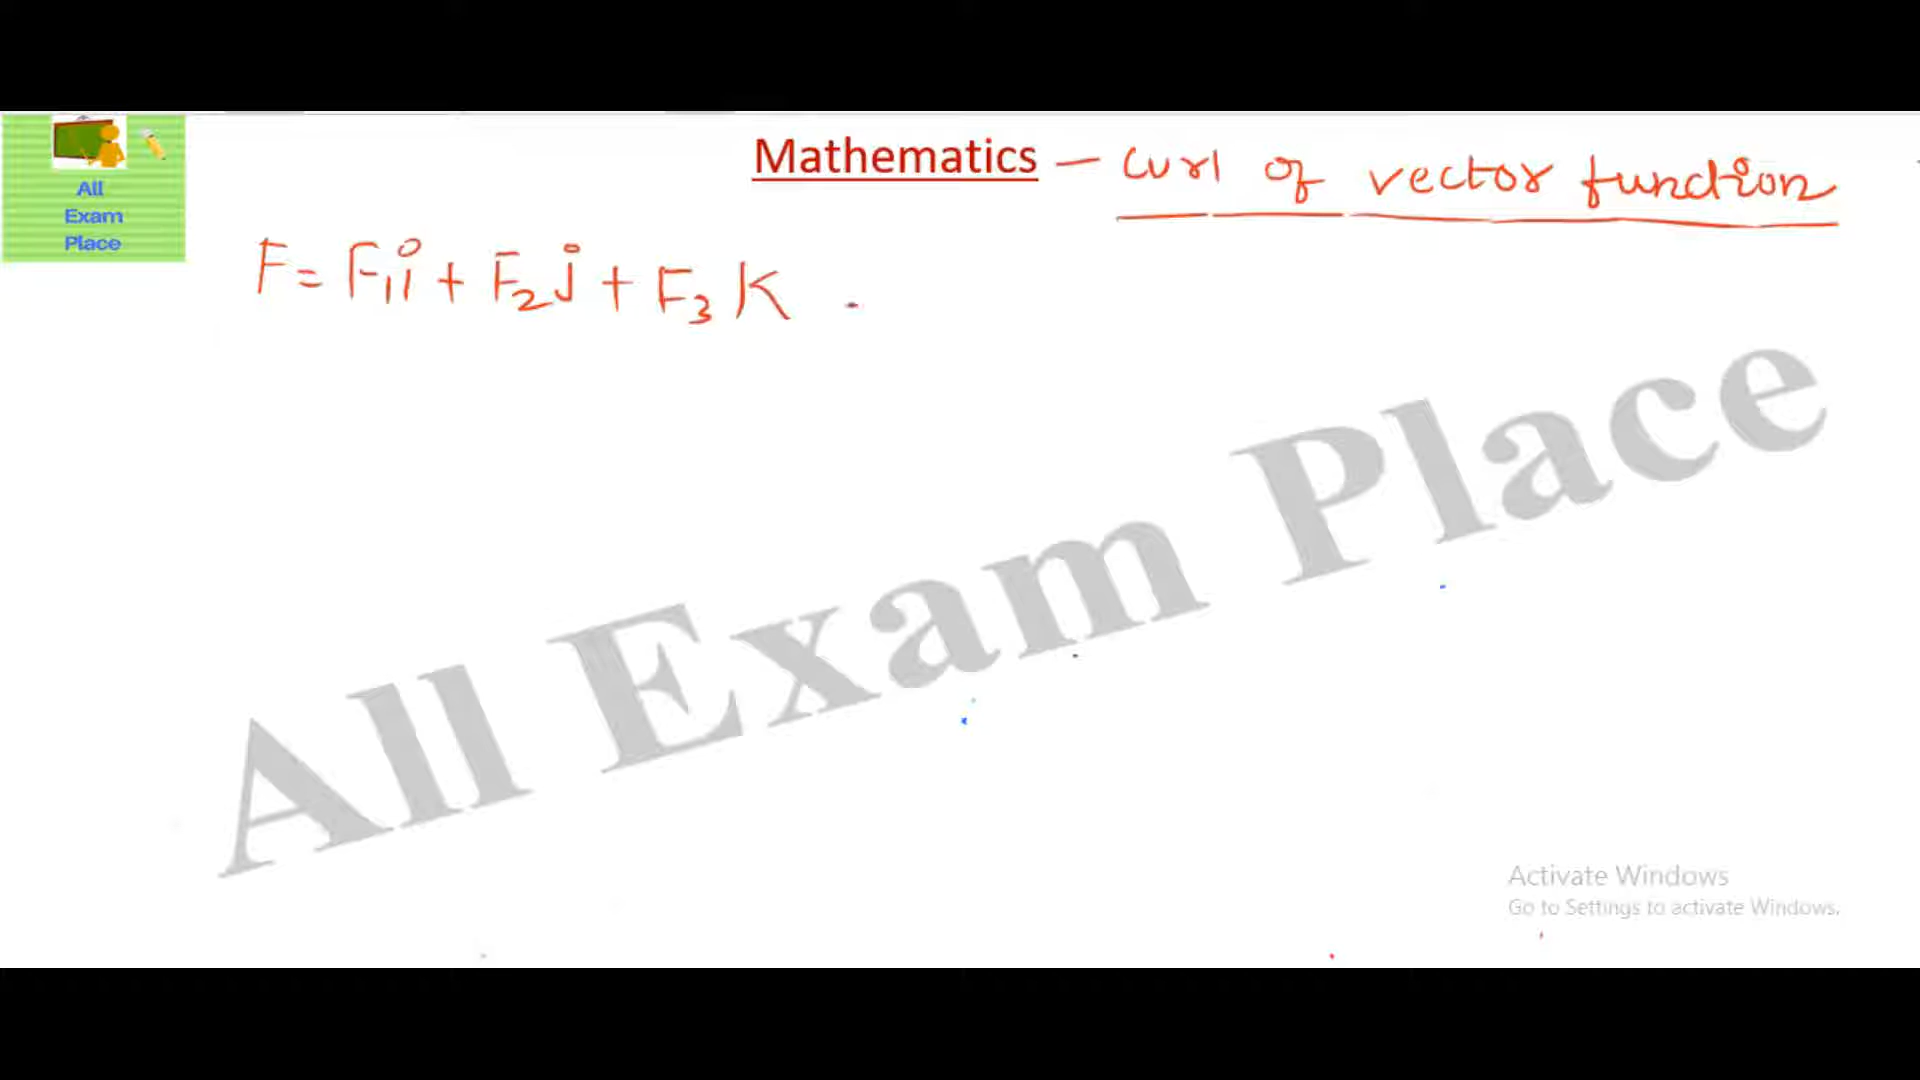 Mathematics – curl of vector function
All
Exam
Place
F = F₁i + F₂j + F₃K
All Exam Place
Activate Windows
Go to Settings to activate Windows.